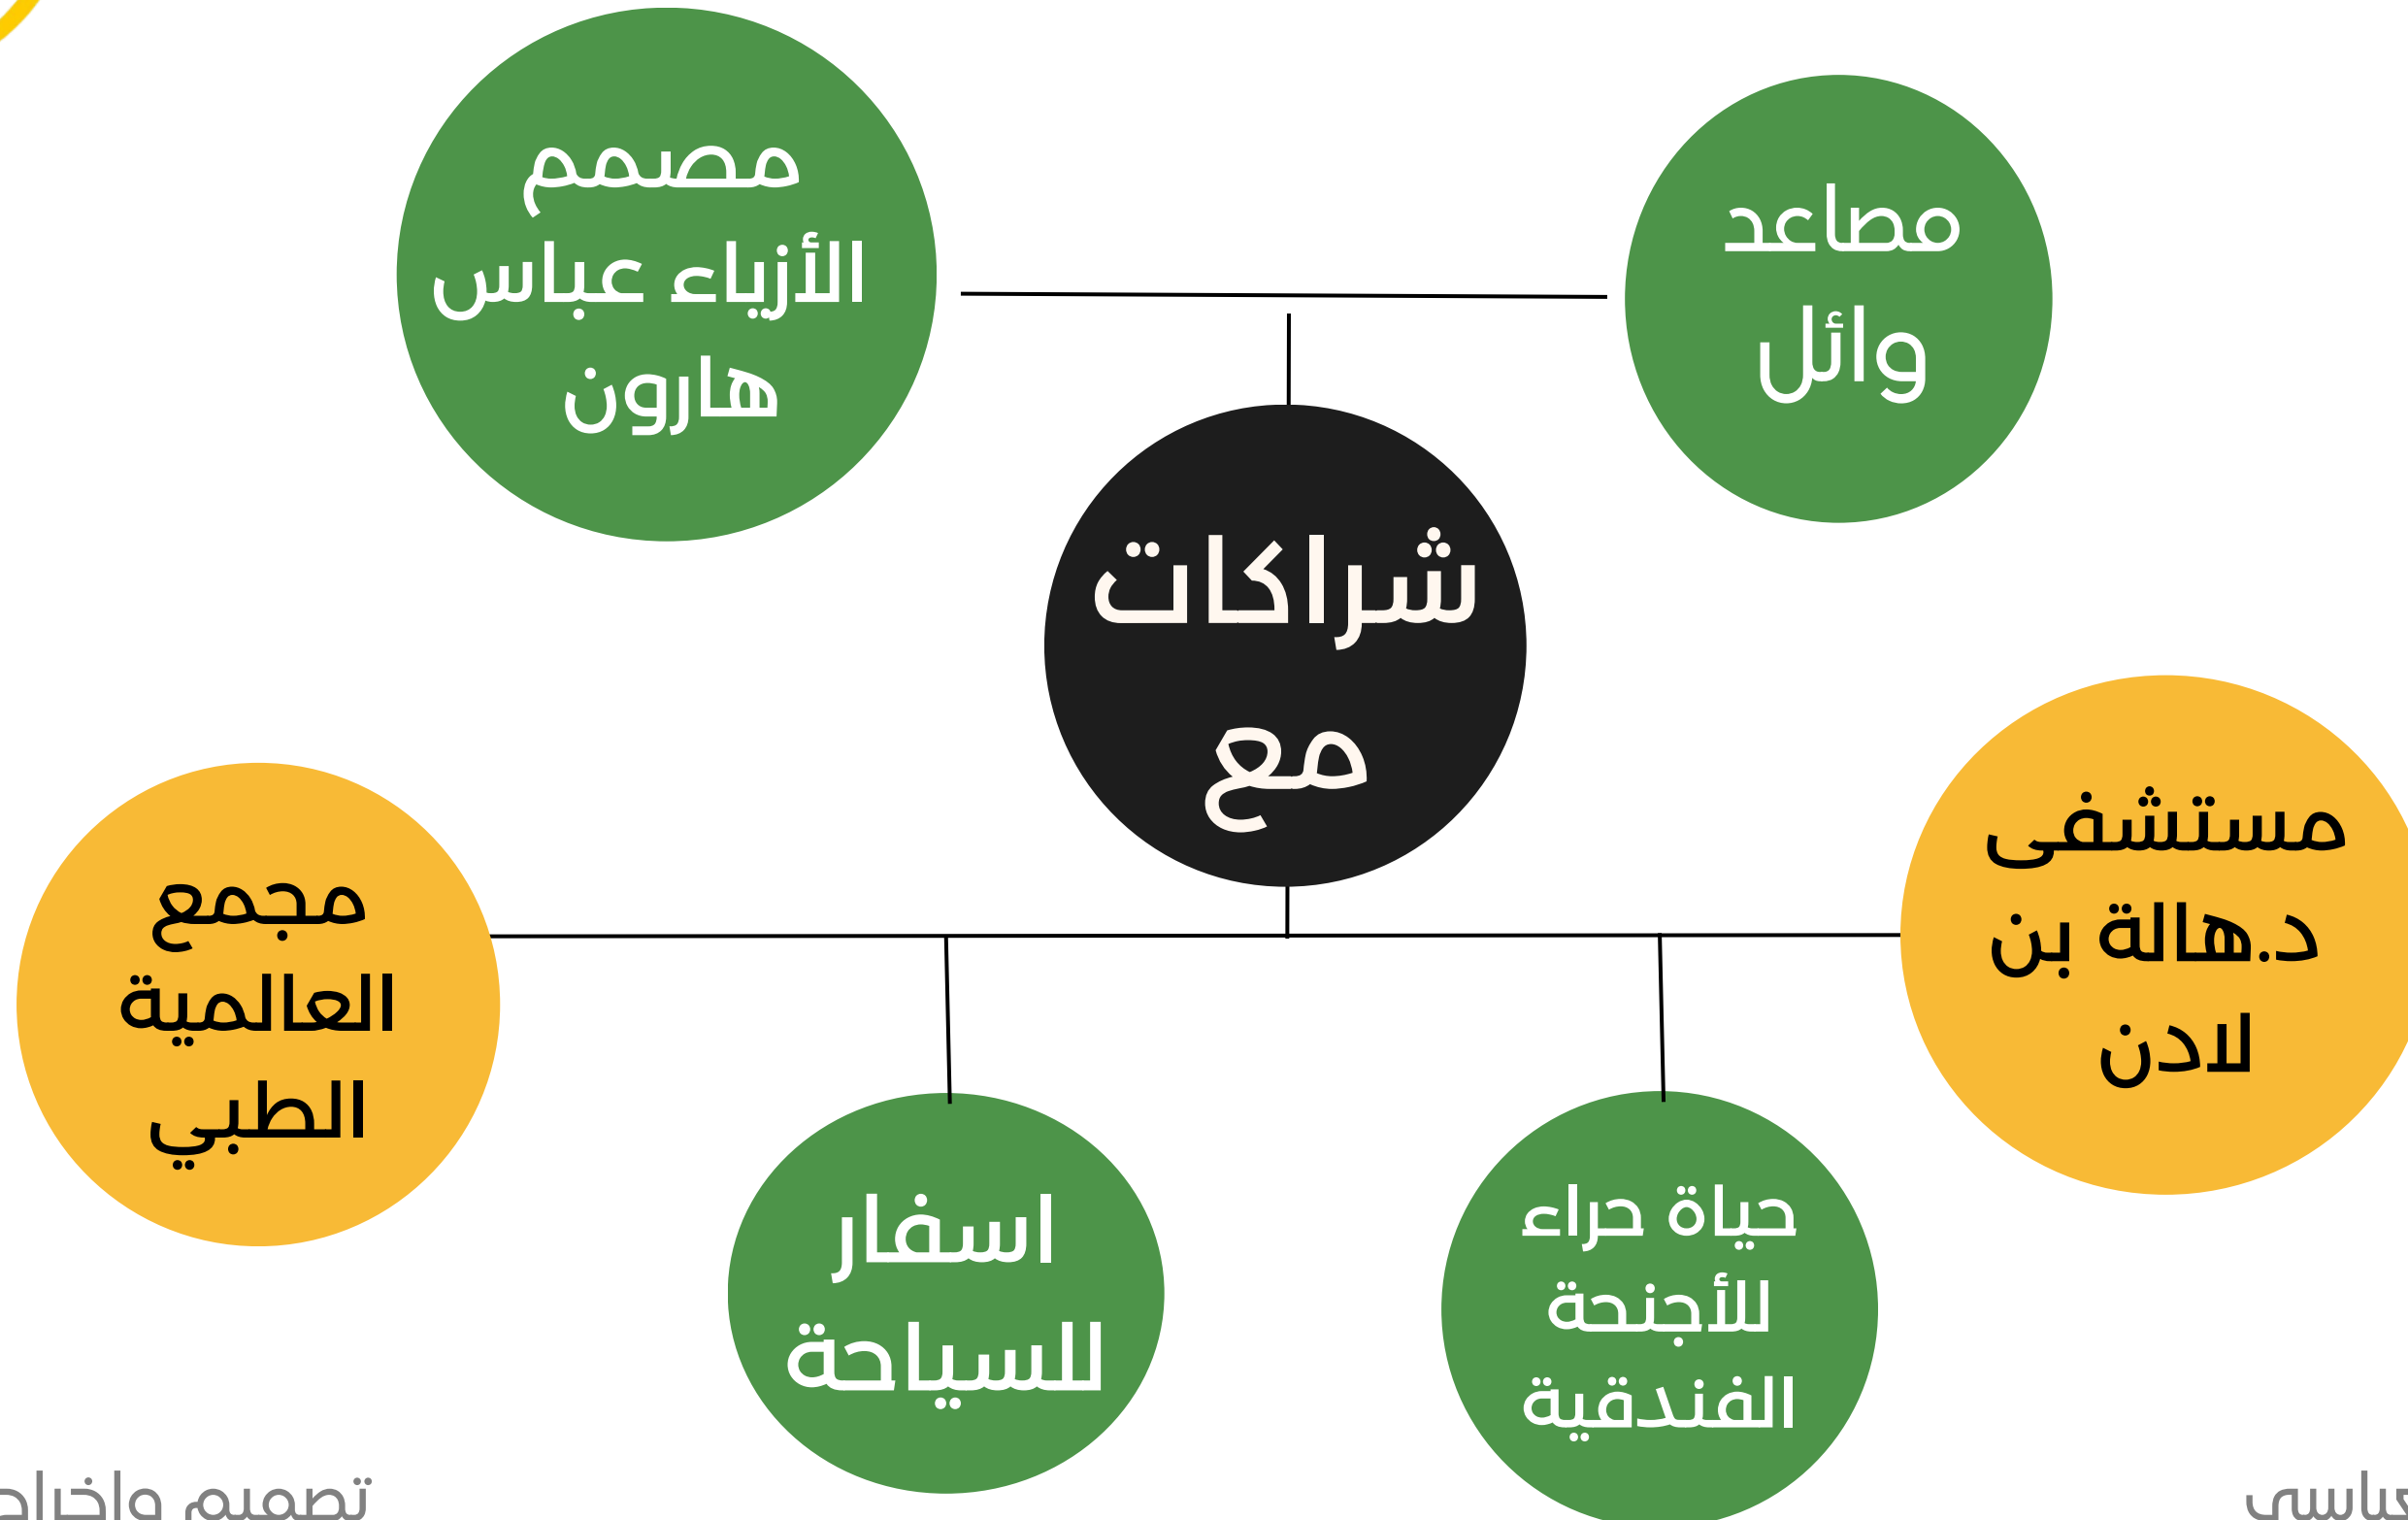 مصاعد
وائل
مصمم
الأزياء عباس
هارون
شراكات
مع
مستشفى
د.هالة بن
لادن
مجمع
العالمية
الطبي
حياة حراء
للأجنحة
الفندقية
اسفار
للسياحة
تصميم